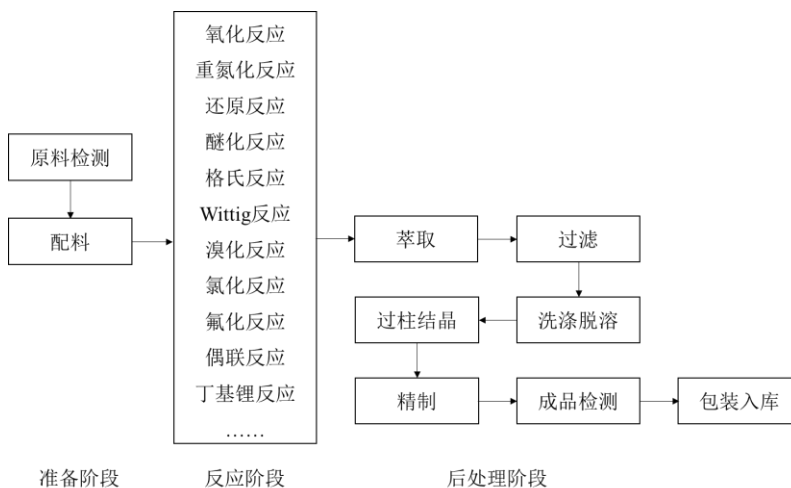 原料检测
配料
氧化反应
重氮化反应
还原反应
醚化反应
格氏反应
Wittig反应
溴化反应
氯化反应
氟化反应
偶联反应
丁基锂反应
……
萃取
过滤
洗涤脱溶
过柱结晶
精制
成品检测
包装入库
准备阶段
反应阶段
后处理阶段